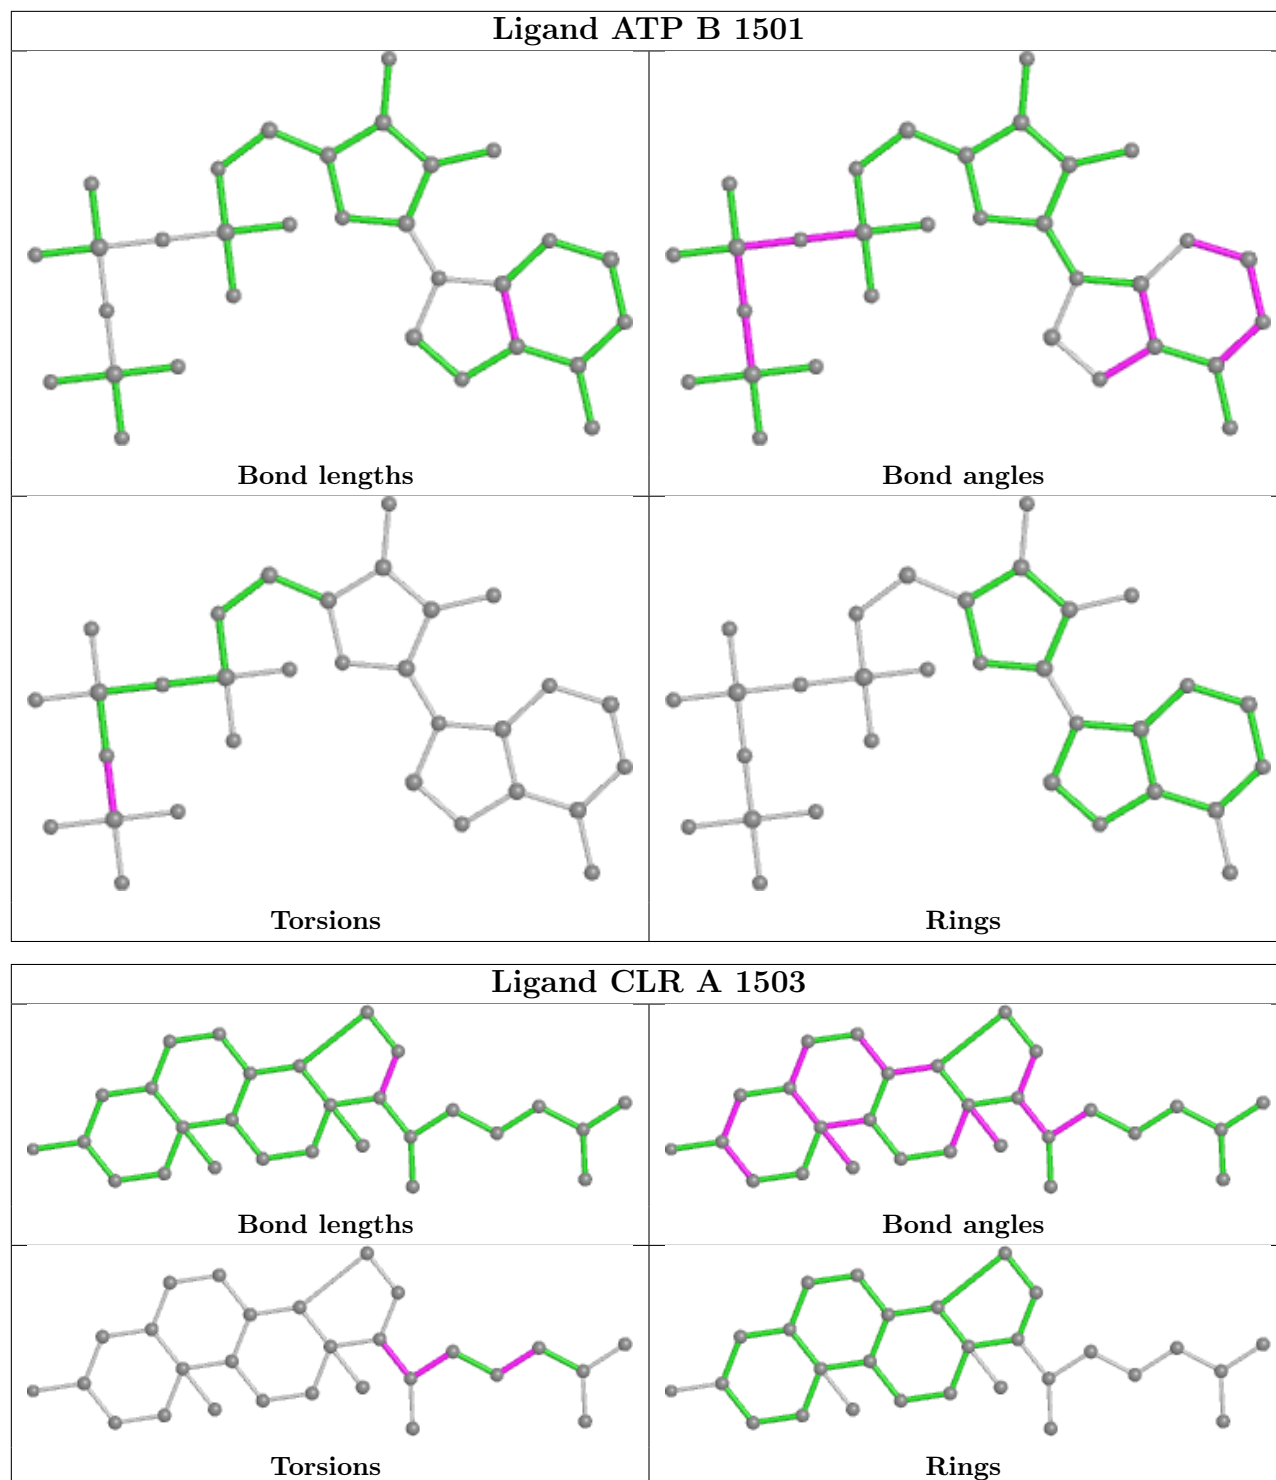 Ligand ATP B 1501
Bond lengths
Bond angles
Torsions
Rings
Ligand CLR A 1503
Bond lengths
Bond angles
Torsions
Rings